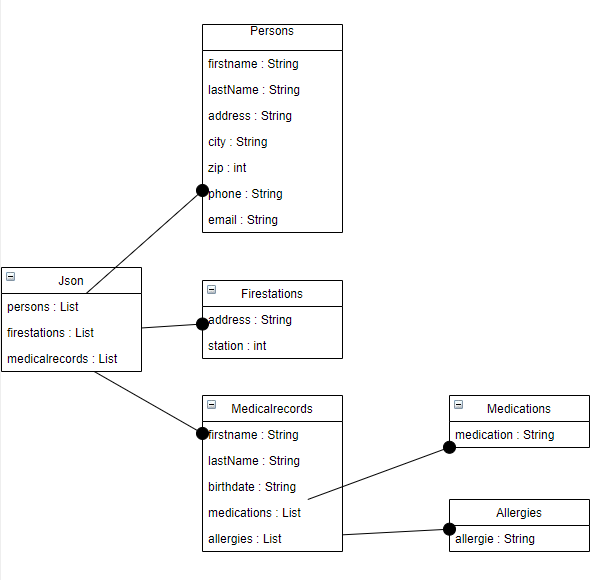 Persons
firstname : String
lastName : String
address : String
city : String
zip : int
phone : String
email : String
Json
persons : List
firestations : List
medicalrecords : List
Firestations
address : String
station : int
Medicalrecords
firstname : String
lastName : String
birthdate : String
medications : List
allergies : List
Medications
medication : String
Allergies
allergie : String